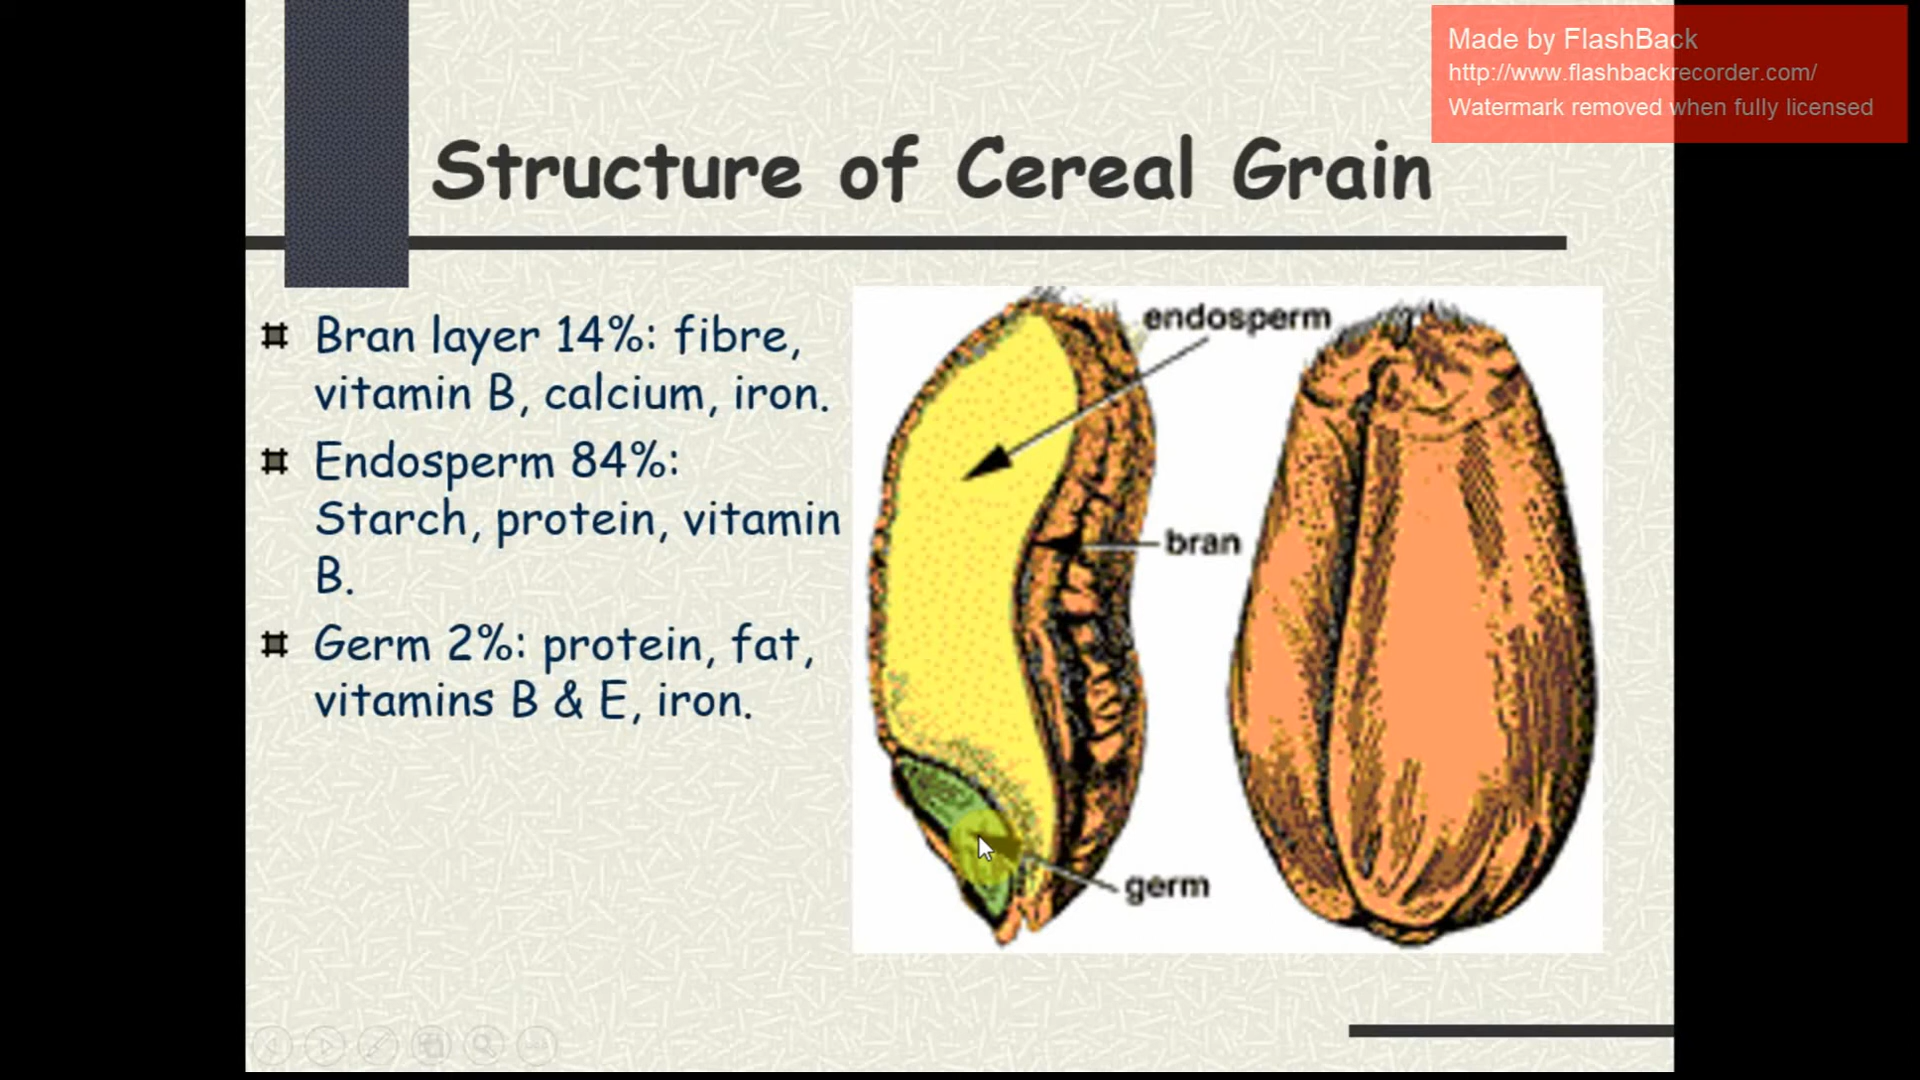 Made by FlashBack
http://www.flashbackrecorder.com/
Watermark removed when fully licensed
Structure of Cereal Grain
Bran layer 14%: fibre,
vitamin B, calcium, iron.
Endosperm 84%:
Starch, protein, vitamin
B.
Germ 2%: protein, fat,
vitamins B & E, iron.
endosperm
bran
germ